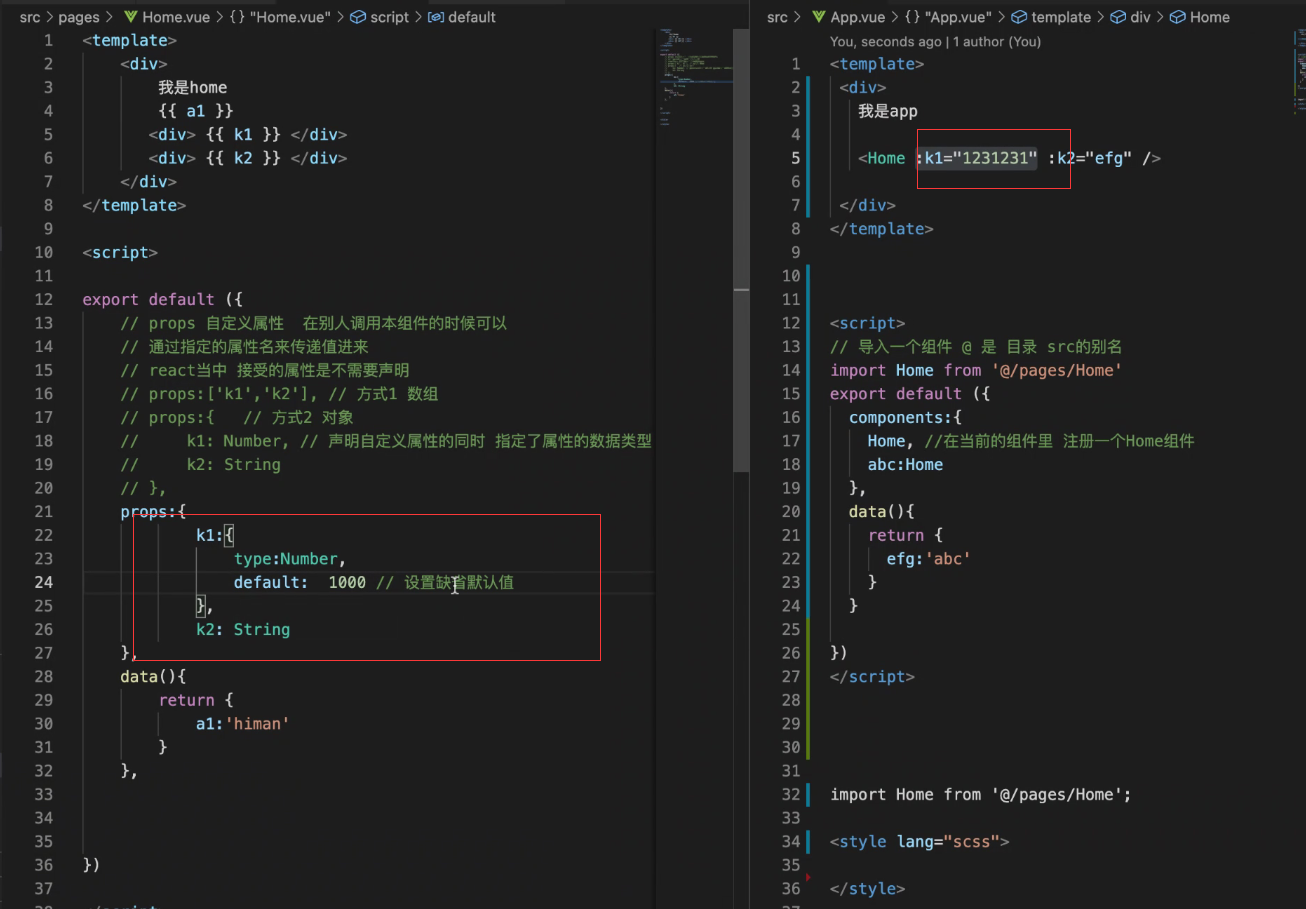 src > pages > Home.vue > {} "Home.vue" > script > default
1 <template>
2 <div>
3 我是home
4 {{ a1 }}
5 <div> {{ k1 }} </div>
6 <div> {{ k2 }} </div>
7 </div>
8 </template>
9
10 <script>
11
12 export default ({
13 // props 自定义属性 在别人调用本组件的时候可以
14 // 通过指定的属性名来传递值进来
15 // react当中 接受的属性是不需要声明
16 // props:['k1','k2'], // 方式1 数组
17 // props:{ // 方式2 对象
18 // k1: Number, // 声明自定义属性的同时 指定了属性的数据类型
19 // k2: String
20 // },
21 props:{
22 k1:{
23 type:Number,
24 default: 1000 // 设置缺省默认值
25 },
26 k2: String
27 },
28 data(){
29 return {
30 a1:'himan'
31 }
32 },
33
34
35
36 })
37
src > App.vue > {} "App.vue" > template > div > Home
You, seconds ago | 1 author (You)
1 <template>
2 <div>
3 我是app
4
5 <Home :k1="1231231" :k2="efg" />
6
7 </div>
8 </template>
9
10
11
12 <script>
13 // 导入一个组件 @ 是 目录 src的别名
14 import Home from '@/pages/Home'
15 export default ({
16 components:{
17 Home, //在当前的组件里 注册一个Home组件
18 abc:Home
19 },
20 data(){
21 return {
22 efg:'abc'
23 }
24 }
25
26 })
27 </script>
28
29
30
31
32 import Home from '@/pages/Home';
33
34 <style lang="scss">
35
36 </style>